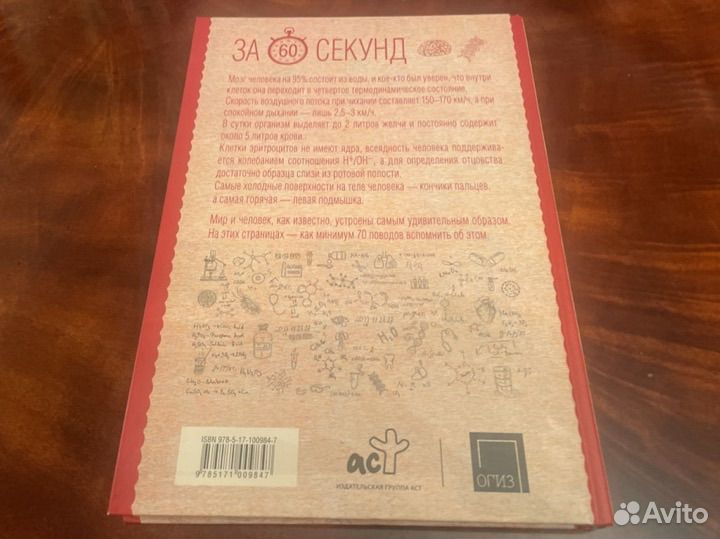 ЗА 60 СЕКУНД
Мозг человека на 95% состоит из воды, и кое-кто был уверен, что внутри
клеток она переходит в четвертое термодинамическое состояние.
Скорость воздушного потока при чихании составляет 150–170 км/ч, а при
спокойном дыхании — лишь 2,5–3 км/ч.
В сутки организм выделяет до 2 литров желчи и постоянно содержит
около 5 литров крови.
Клетки эритроцитов не имеют ядра, всеядность человека поддержива-
ется колебанием соотношения H⁺/OH⁻, а для определения отцовства
достаточно образца слизи из ротовой полости.
Самые холодные поверхности на теле человека — кончики пальцев,
а самая горячая — левая подмышка.
Мир и человек, как известно, устроены самым удивительным образом.
На этих страницах — как минимум 70 поводов вспомнить об этом.
H₂O
ISBN 978-5-17-100984-7
9785171009847
аст
ИЗДАТЕЛЬСКАЯ ГРУППА АСТ
ОГИЗ
Avito